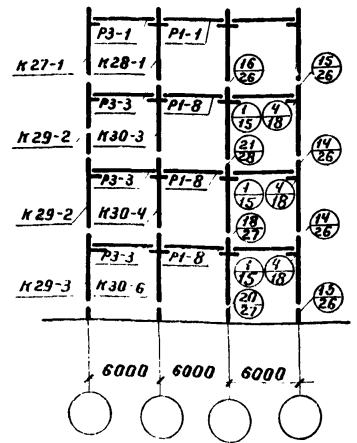 Р3-1 Р1-1
К27-1 К28-1 16/26 15/26
Р3-3 Р1-8 1/15 4/18
К29-2 К30-3 21/28 14/26
Р3-3 Р1-8 1/15 4/18
К29-2 К30-4 18/27 14/26
Р3-3 Р1-8 1/15 4/18
К29-3 К30-6 20/27 13/26
6000 6000 6000